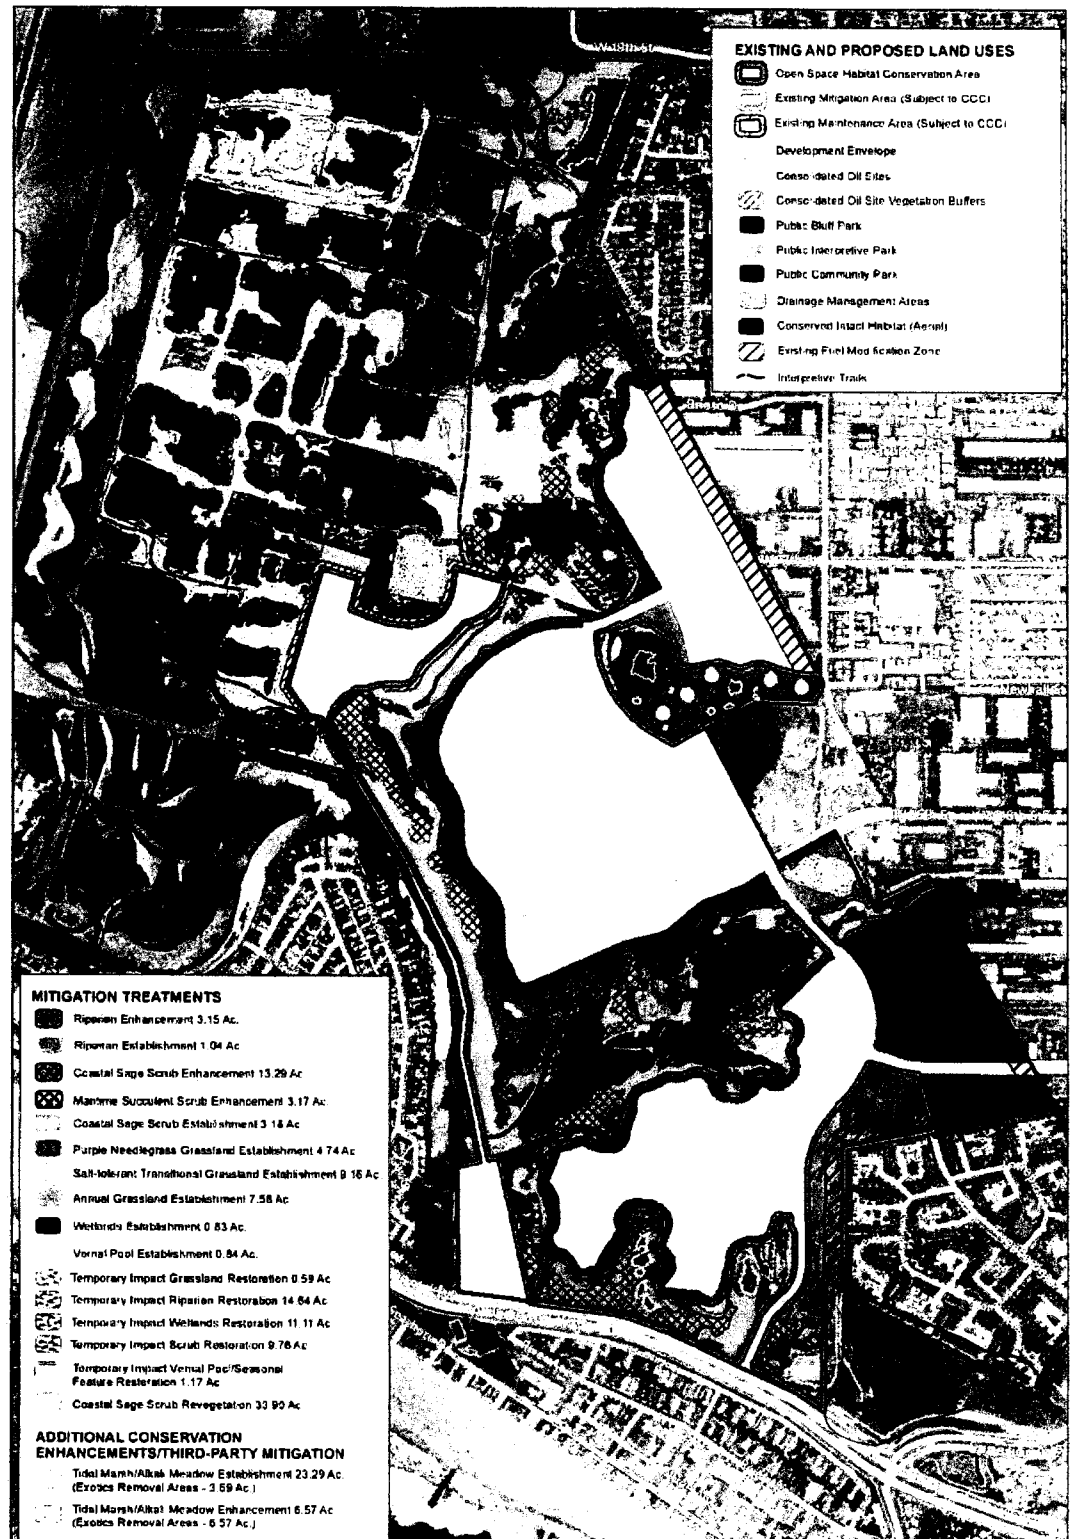 W 18th St
EXISTING AND PROPOSED LAND USES
Open Space Habitat Conservation Area
Existing Mitigation Area (Subject to CCC)
Existing Maintenance Area (Subject to CCC)
Development Envelope
Consolidated Oil Sites
Consolidated Oil Site Vegetation Buffers
Public Bluff Park
Public Interpretive Park
Public Community Park
Drainage Management Areas
Conserved Intact Habitat (Aerial)
Existing Fuel Modification Zone
Interpretive Trails
MITIGATION TREATMENTS
Riparian Enhancement 3.15 Ac.
Riparian Establishment 1.04 Ac
Coastal Sage Scrub Enhancement 13.29 Ac
Maritime Succulent Scrub Enhancement 3.17 Ac.
Coastal Sage Scrub Establishment 3.18 Ac
Purple Needlegrass Grassland Establishment 4.74 Ac
Salt-tolerant Transitional Grassland Establishment 9.16 Ac
Annual Grassland Establishment 7.58 Ac
Wetlands Establishment 0.83 Ac.
Vernal Pool Establishment 0.84 Ac.
Temporary Impact Grassland Restoration 0.59 Ac
Temporary Impact Riparian Restoration 14.64 Ac
Temporary Impact Wetlands Restoration 11.11 Ac
Temporary Impact Scrub Restoration 9.76 Ac
Temporary Impact Vernal Pool/Seasonal
Feature Restoration 1.17 Ac
Coastal Sage Scrub Revegetation 33.90 Ac
ADDITIONAL CONSERVATION
ENHANCEMENTS/THIRD-PARTY MITIGATION
Tidal Marsh/Alkali Meadow Establishment 23.29 Ac.
(Exotics Removal Areas - 3.69 Ac.)
Tidal Marsh/Alkali Meadow Enhancement 6.57 Ac
(Exotics Removal Areas - 6.57 Ac.)